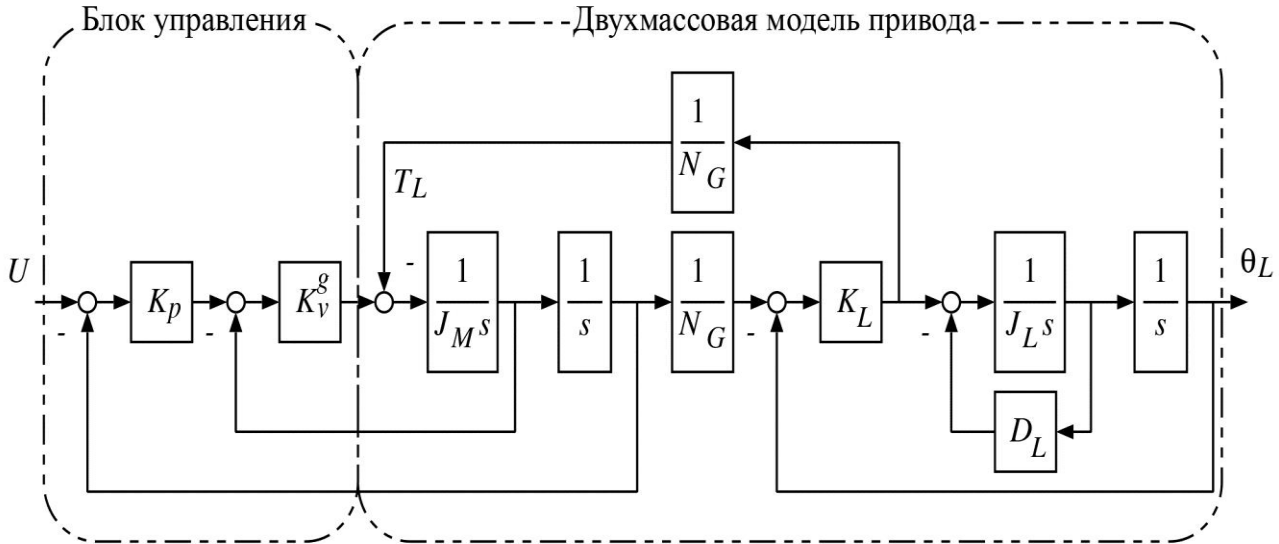 Блок управления
Двухмассовая модель привода
1
N_G
T_L
U
-
K_p
-
K_v^g
-
1
J_M s
1
s
1
N_G
-
K_L
-
1
J_L s
1
s
θ_L
D_L